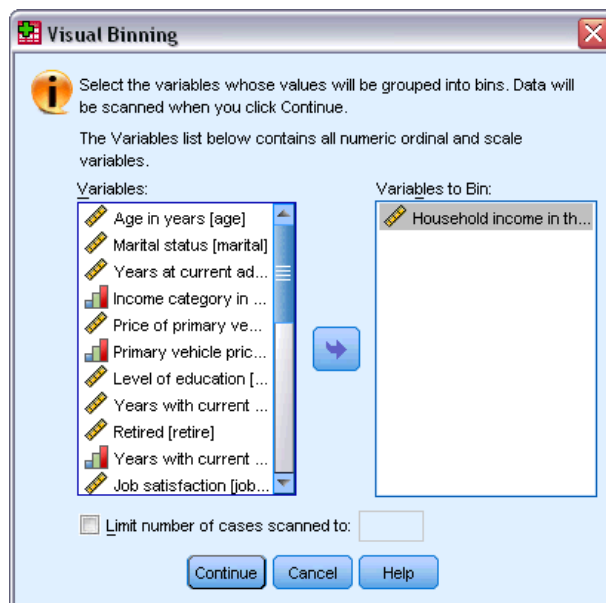 Visual Binning
Select the variables whose values will be grouped into bins. Data will
be scanned when you click Continue.
The Variables list below contains all numeric ordinal and scale
variables.
Variables:
Age in years [age]
Marital status [marital]
Years at current ad...
Income category in ...
Price of primary ve...
Primary vehicle pric...
Level of education [...
Years with current ...
Retired [retire]
Years with current ...
Job satisfaction [job...
Variables to Bin:
Household income in th...
Limit number of cases scanned to:
Continue
Cancel
Help